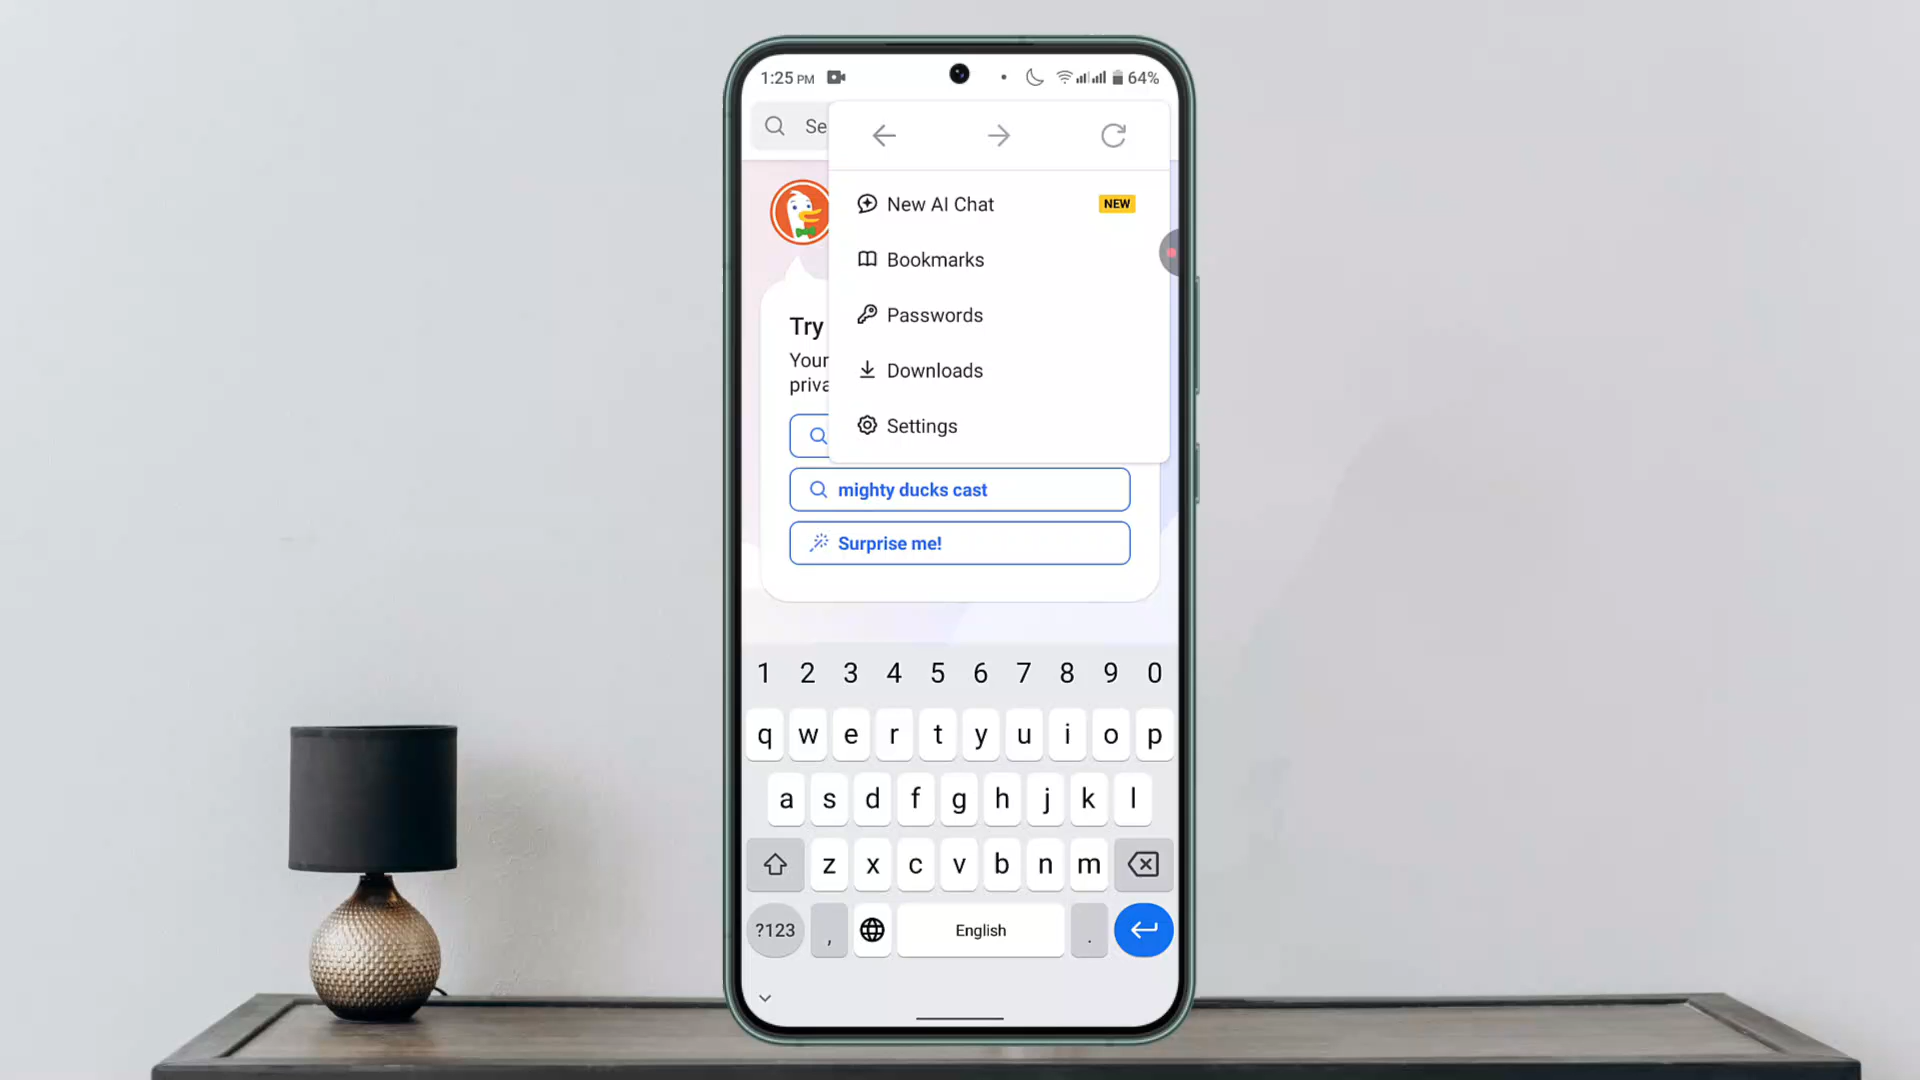 1:25 PM
64%
Se
New AI Chat
NEW
Bookmarks
Passwords
Downloads
Settings
Try
Your
priva
mighty ducks cast
Surprise me!
1 2 3 4 5 6 7 8 9 0
q w e r t y u i o p
a s d f g h j k l
z x c v b n m
?123 , English .